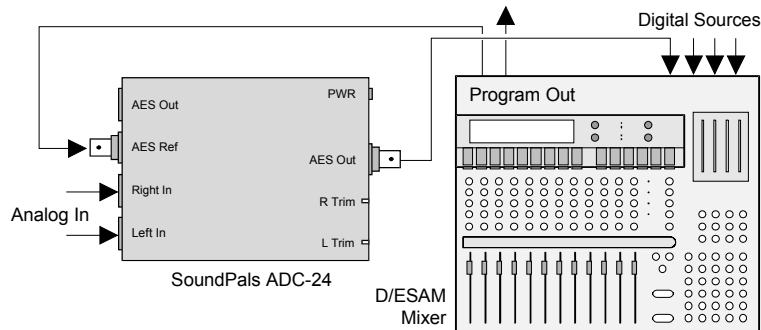 Digital Sources
Program Out
AES Out
PWR
AES Ref
AES Out
Right In
Analog In
R Trim
Left In
L Trim
SoundPals ADC-24
D/ESAM
Mixer